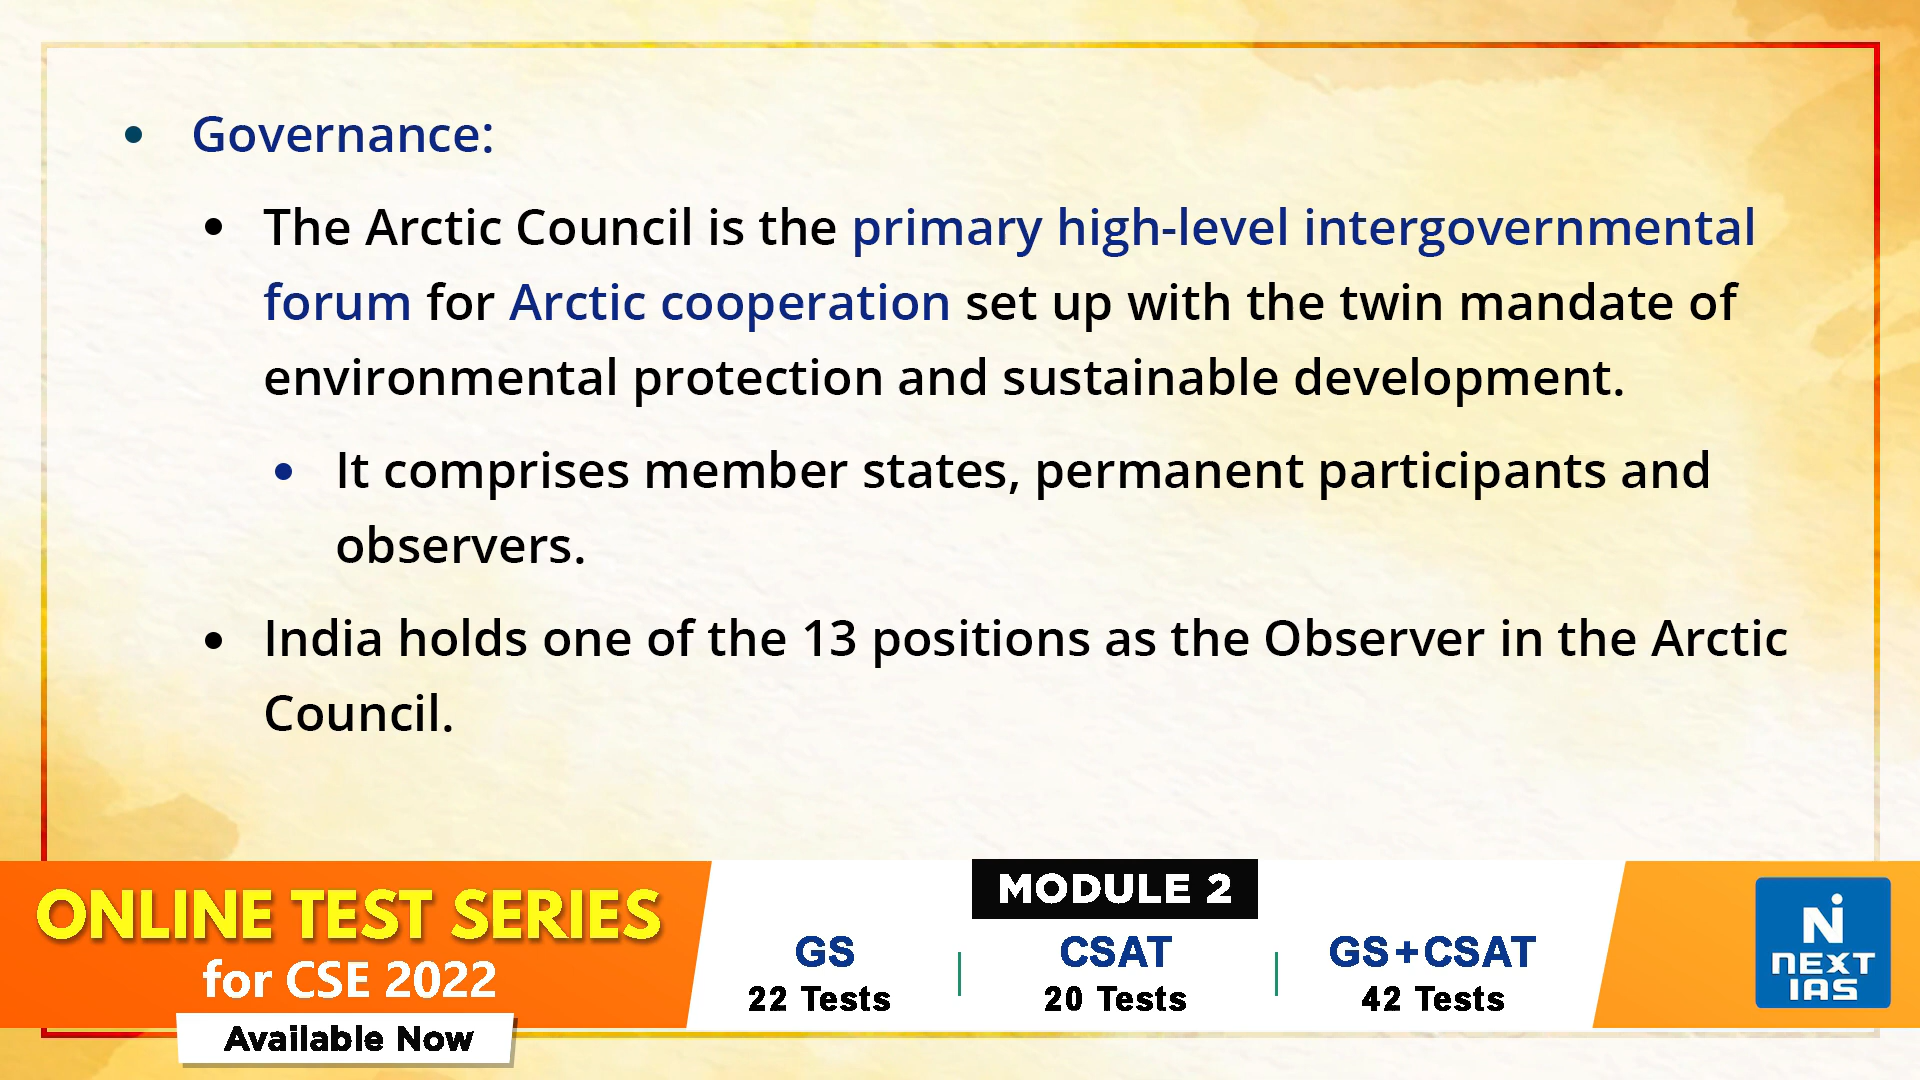 • Governance:
• The Arctic Council is the primary high-level intergovernmental
forum for Arctic cooperation set up with the twin mandate of
environmental protection and sustainable development.
• It comprises member states, permanent participants and
observers.
• India holds one of the 13 positions as the Observer in the Arctic
Council.
ONLINE TEST SERIES
for CSE 2022
Available Now
MODULE 2
GS
22 Tests
CSAT
20 Tests
GS+CSAT
42 Tests
N
NEXT
IAS